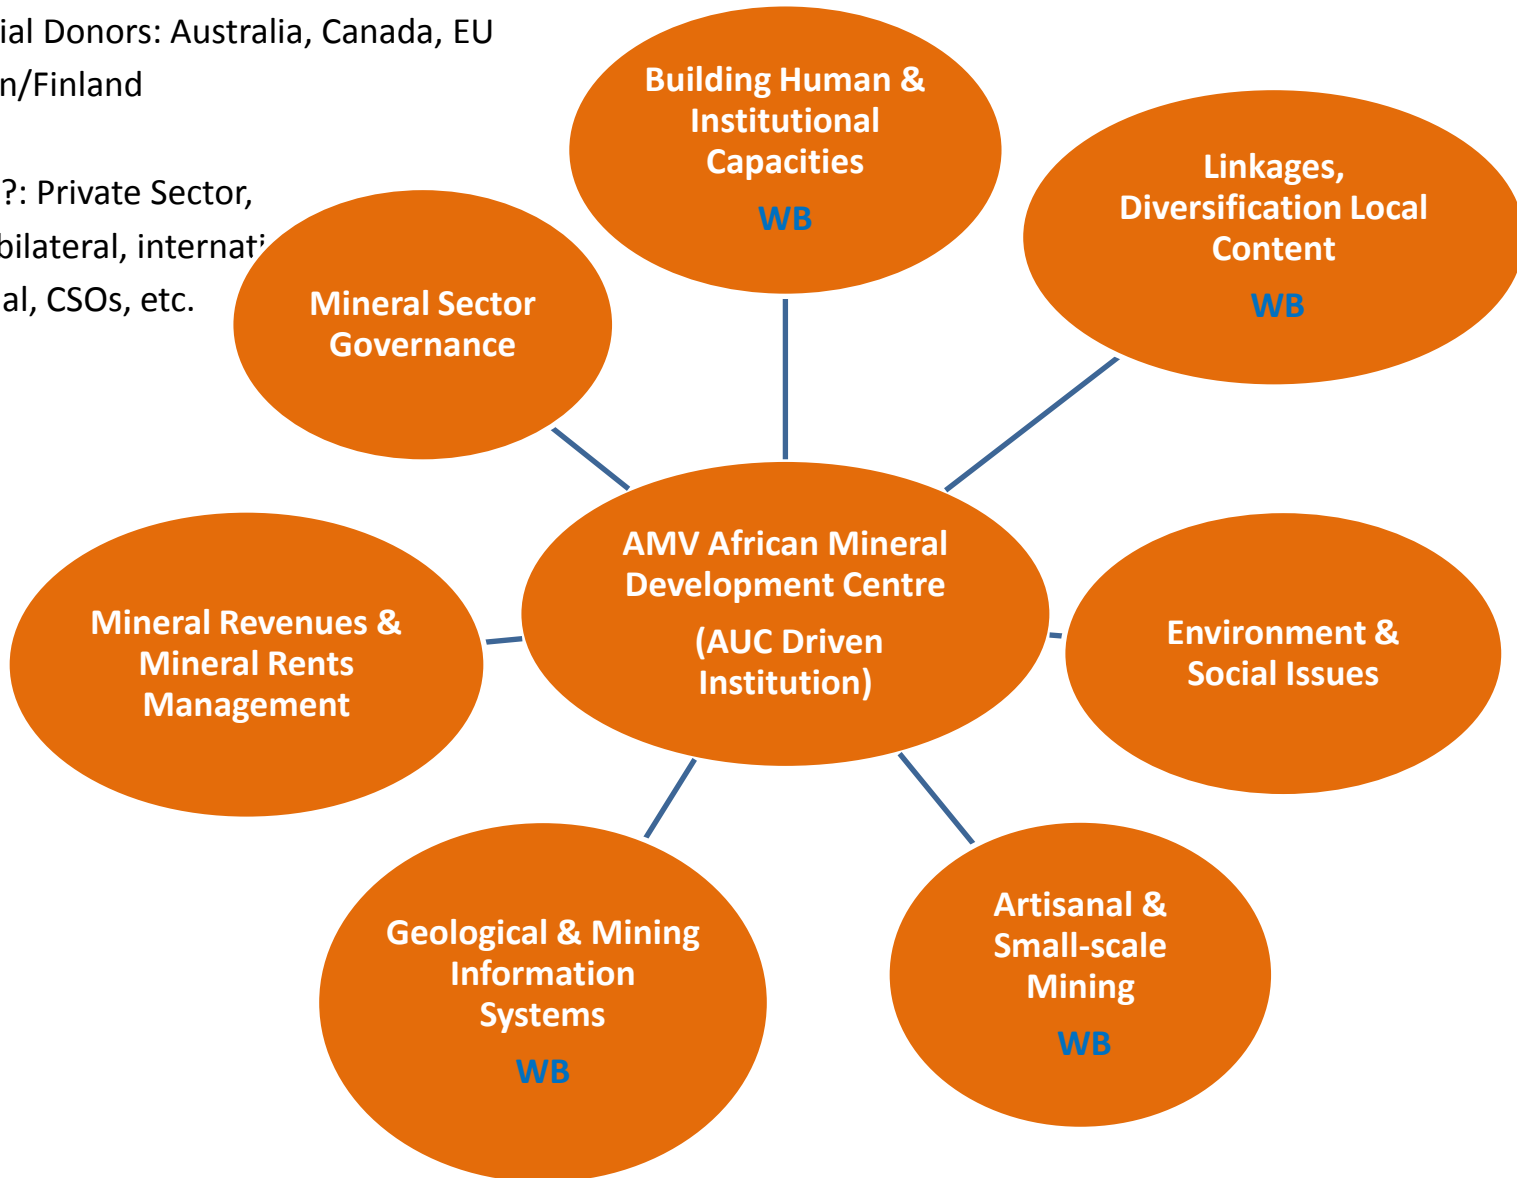 ial Donors: Australia, Canada, EU
n/Finland
?: Private Sector,
bilateral, internati
al, CSOs, etc.
Building Human &
Institutional
Capacities
WB
Linkages,
Diversification Local
Content
WB
Mineral Sector
Governance
AMV African Mineral
Development Centre
(AUC Driven
Institution)
Mineral Revenues &
Mineral Rents
Management
Environment &
Social Issues
Geological & Mining
Information
Systems
WB
Artisanal &
Small-scale
Mining
WB